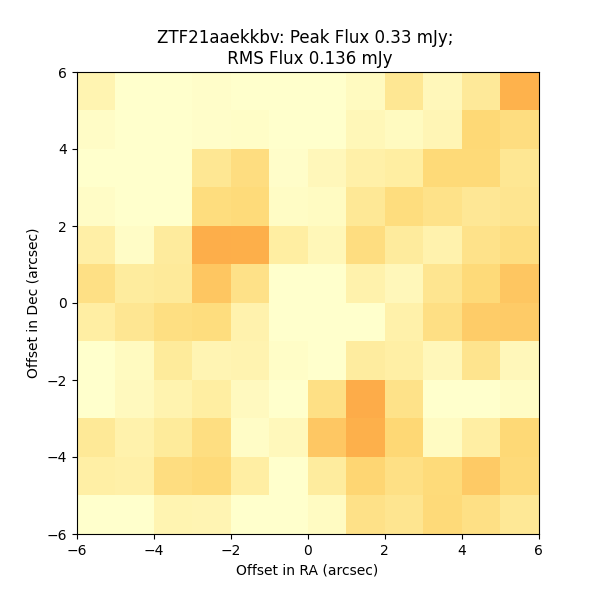 ZTF21aaekkbv: Peak Flux 0.33 mJy;
RMS Flux 0.136 mJy
6
4
2
0
−2
−4
−6
Offset in Dec (arcsec)
−6 −4 −2 0 2 4 6
Offset in RA (arcsec)